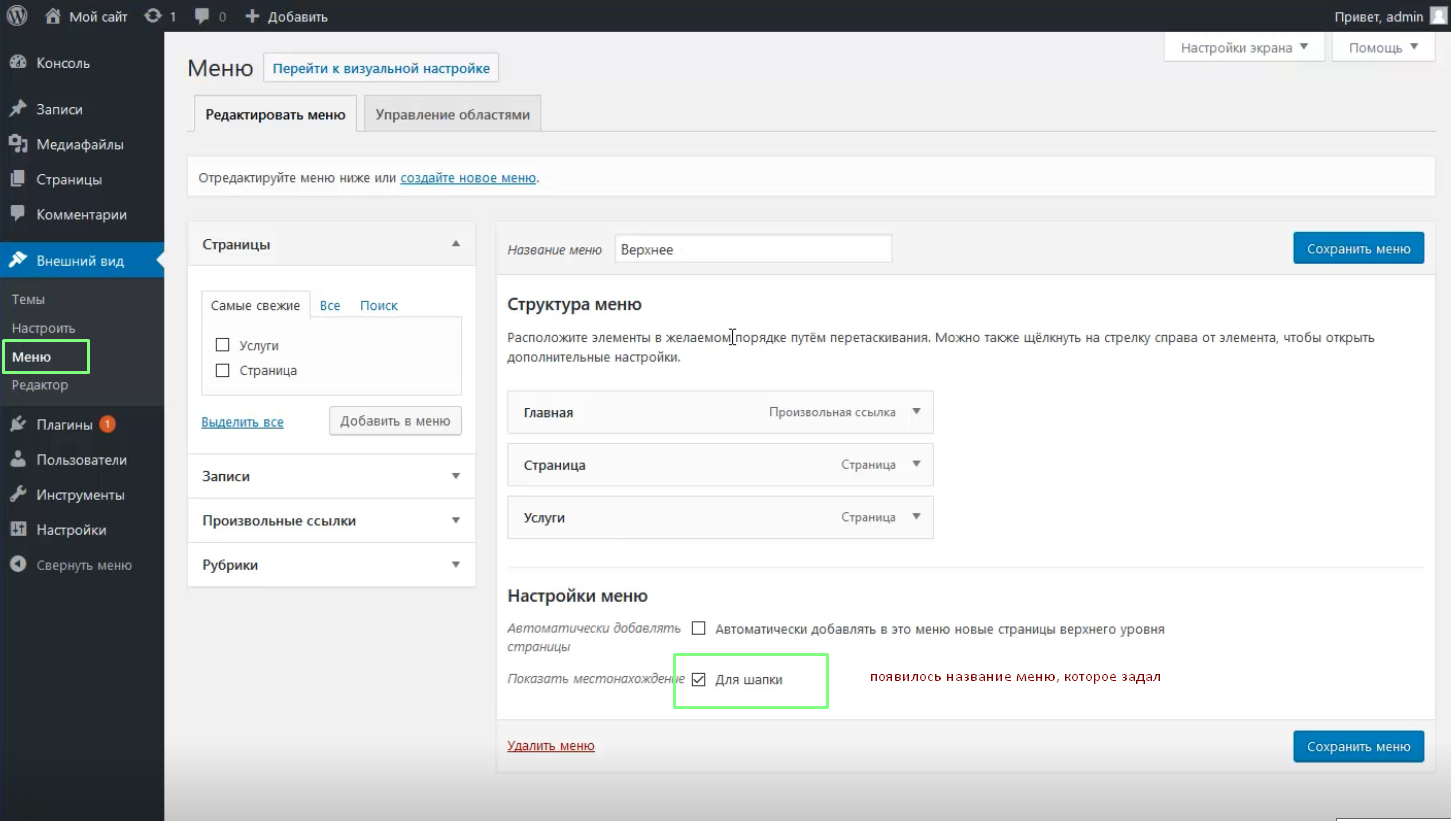 Мой сайт 1 0 Добавить Привет, admin
Настройки экрана Помощь
Консоль
Записи
Медиафайлы
Страницы
Комментарии
Внешний вид
Темы
Настроить
Меню
Редактор
Плагины 1
Пользователи
Инструменты
Настройки
Свернуть меню
Меню Перейти к визуальной настройке
Редактировать меню Управление областями
Отредактируйте меню ниже или создайте новое меню.
Страницы
Самые свежие Все Поиск
Услуги
Страница
Выделить все Добавить в меню
Записи
Произвольные ссылки
Рубрики
Название меню Верхнее Сохранить меню
Структура меню
Расположите элементы в желаемом порядке путём перетаскивания. Можно также щёлкнуть на стрелку справа от элемента, чтобы открыть
дополнительные настройки.
Главная Произвольная ссылка
Страница Страница
Услуги Страница
Настройки меню
Автоматически добавлять Автоматически добавлять в это меню новые страницы верхнего уровня
страницы
Показать местонахождение Для шапки появилось название меню, которое задал
Удалить меню Сохранить меню